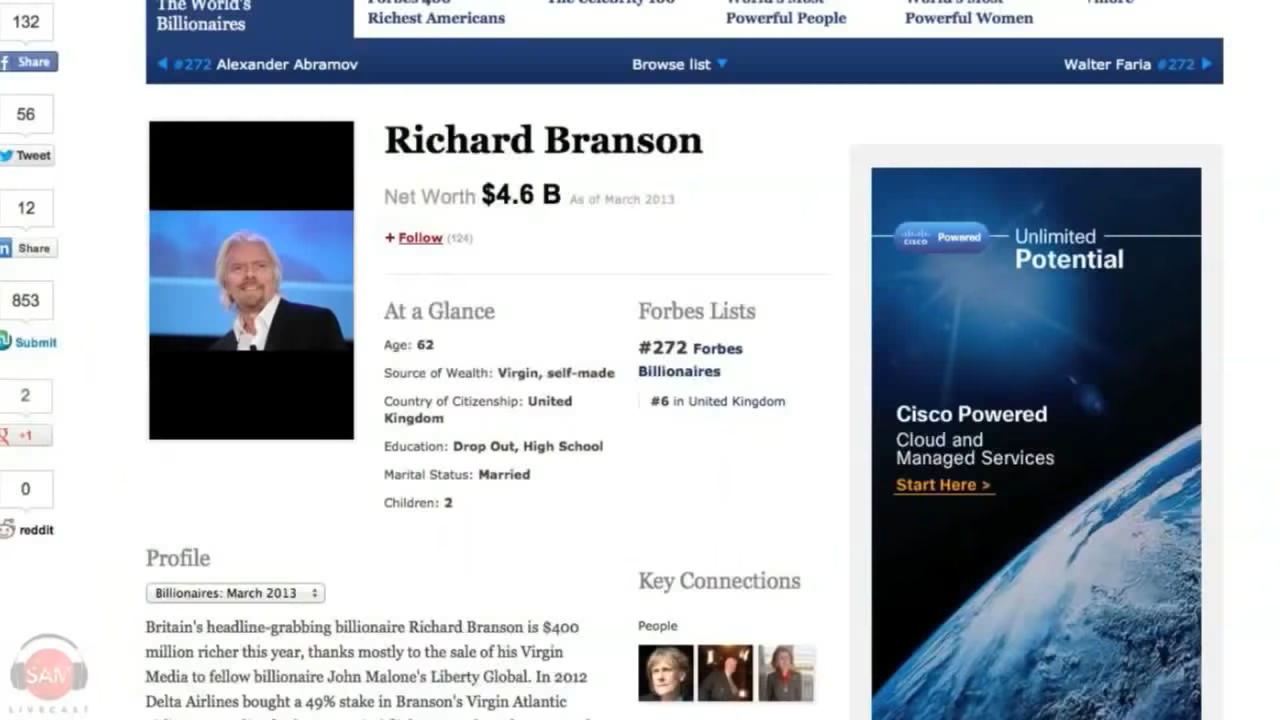 132
Share
56
Tweet
12
Share
853
Submit
2
+1
0
reddit
The World's
Billionaires
Richest Americans
Powerful People
Powerful Women
#272 Alexander Abramov
Browse list
Walter Faria #272
Richard Branson
Net Worth $4.6 B As of March 2013
+ Follow (124)
At a Glance
Age: 62
Source of Wealth: Virgin, self-made
Country of Citizenship: United
Kingdom
Education: Drop Out, High School
Marital Status: Married
Children: 2
Forbes Lists
#272 Forbes
Billionaires
#6 in United Kingdom
Profile
Billionaires: March 2013
Britain's headline-grabbing billionaire Richard Branson is $400
million richer this year, thanks mostly to the sale of his Virgin
Media to fellow billionaire John Malone's Liberty Global. In 2012
Delta Airlines bought a 49% stake in Branson's Virgin Atlantic
Key Connections
People
CISCO Powered
Unlimited
Potential
Cisco Powered
Cloud and
Managed Services
Start Here >
SAM
LIVECAST